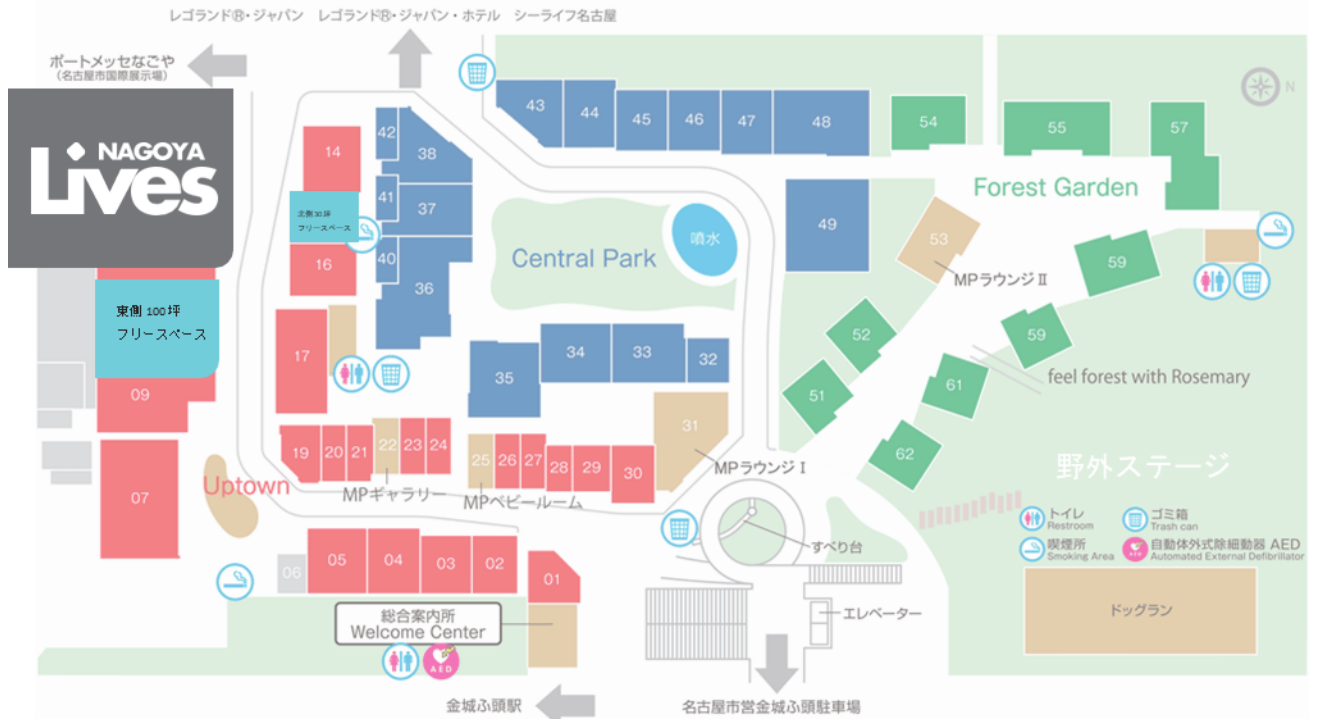 レゴランド®・ジャパン レゴランド®・ジャパン・ホテル シーライフ名古屋
ポートメッセなごや
(名古屋市国際展示場)
N
NAGOYA
Lives
43
44
45
46
47
48
54
55
57
14
42
38
41
37
北側30坪
フリースペース
16
40
36
Central Park
噴水
49
53
MPラウンジⅡ
Forest Garden
59
東側 100坪
フリースペース
09
17
34
33
32
35
52
51
59
61
62
feel forest with Rosemary
07
Uptown
19
20
21
22
23
24
25
26
27
28
29
30
31
MPギャラリー
MPベビールーム
MPラウンジⅠ
野外ステージ
トイレ
Restroom
ゴミ箱
Trash can
喫煙所
Smoking Area
AED
自動体外式除細動器 AED
Automated External Defibrillator
06
05
04
03
02
01
すべり台
総合案内所
Welcome Center
AED
エレベーター
ドッグラン
金城ふ頭駅
名古屋市営金城ふ頭駐車場